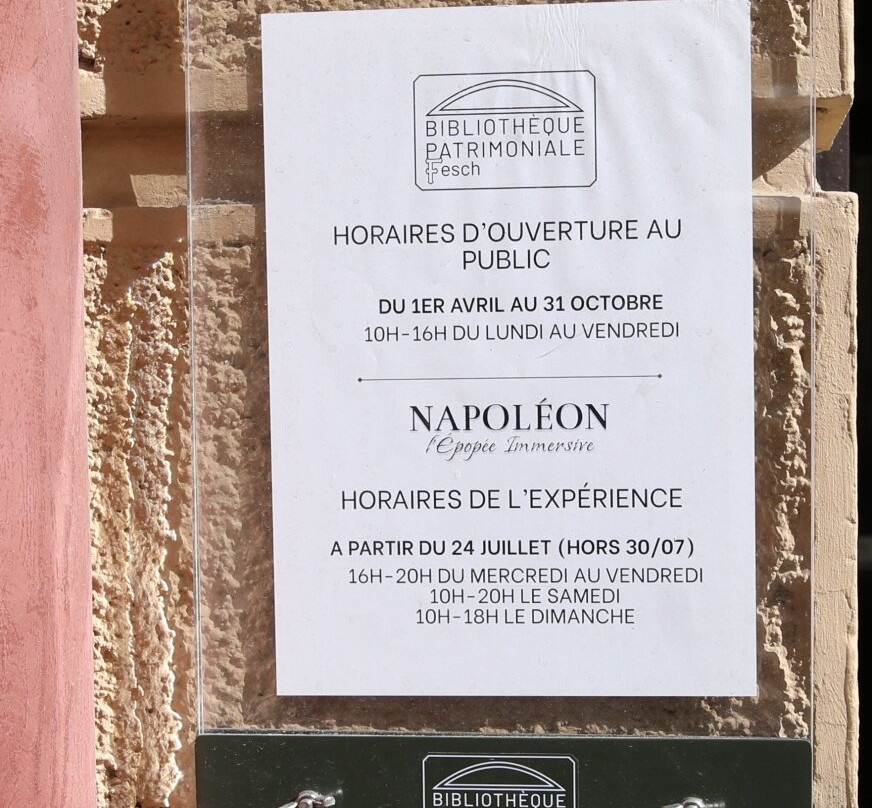 BIBLIOTHÈQUE
PATRIMONIALE
Fesch
HORAIRES D'OUVERTURE AU
PUBLIC
DU 1ER AVRIL AU 31 OCTOBRE
10H-16H DU LUNDI AU VENDREDI
NAPOLÉON
l'Épopée Immersive
HORAIRES DE L'EXPÉRIENCE
A PARTIR DU 24 JUILLET (HORS 30/07)
16H-20H DU MERCREDI AU VENDREDI
10H-20H LE SAMEDI
10H-18H LE DIMANCHE
BIBLIOTHÈQUE